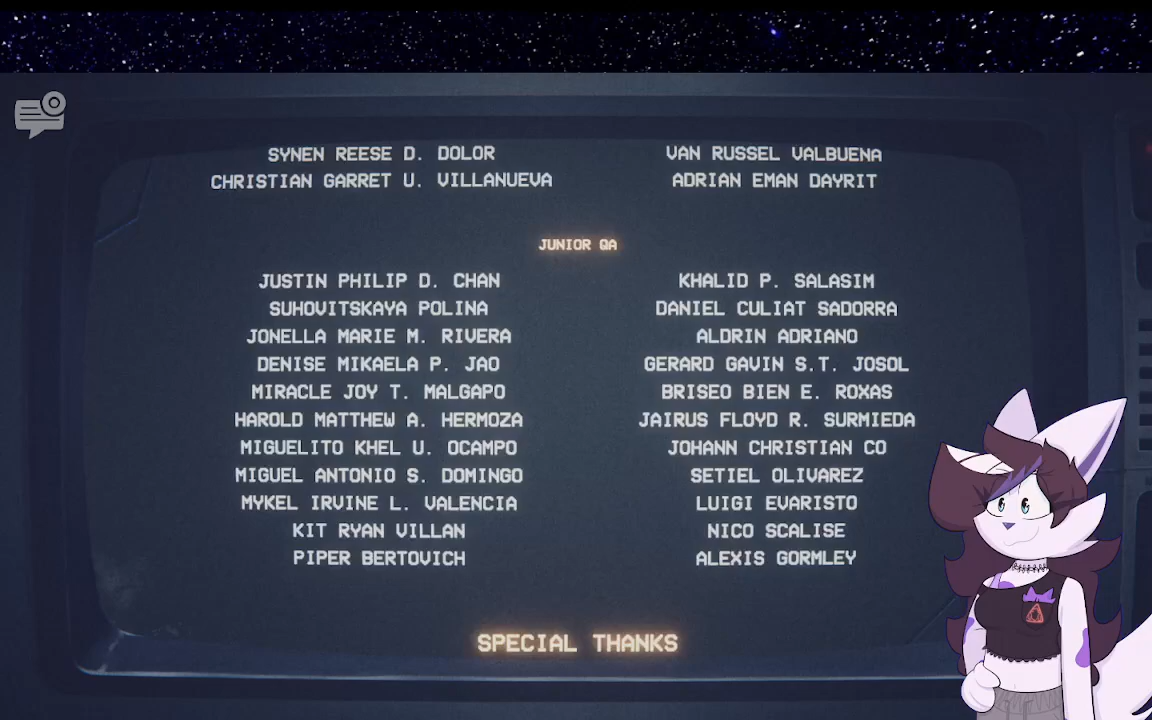 SYNEN REESE D. DOLOR VAN RUSSEL VALBUENA
CHRISTIAN GARRET U. VILLANUEVA ADRIAN EMAN DAYRIT
JUNIOR QA
JUSTIN PHILIP D. CHAN KHALID P. SALASIM
SUHOVITSKAYA POLINA DANIEL CULIAT SADORRA
JONELLA MARIE M. RIVERA ALDRIN ADRIANO
DENISE MIKAELA P. JAO GERARD GAVIN S.T. JOSOL
MIRACLE JOY T. MALGAPO BRISEO BIEN E. ROXAS
HAROLD MATTHEW A. HERMOZA JAIRUS FLOYD R. SURMIEDA
MIGUELITO KHEL U. OCAMPO JOHANN CHRISTIAN CO
MIGUEL ANTONIO S. DOMINGO SETIEL OLIVAREZ
MYKEL IRVINE L. VALENCIA LUIGI EVARISTO
KIT RYAN VILLAN NICO SCALISE
PIPER BERTOVICH ALEXIS GORMLEY
SPECIAL THANKS